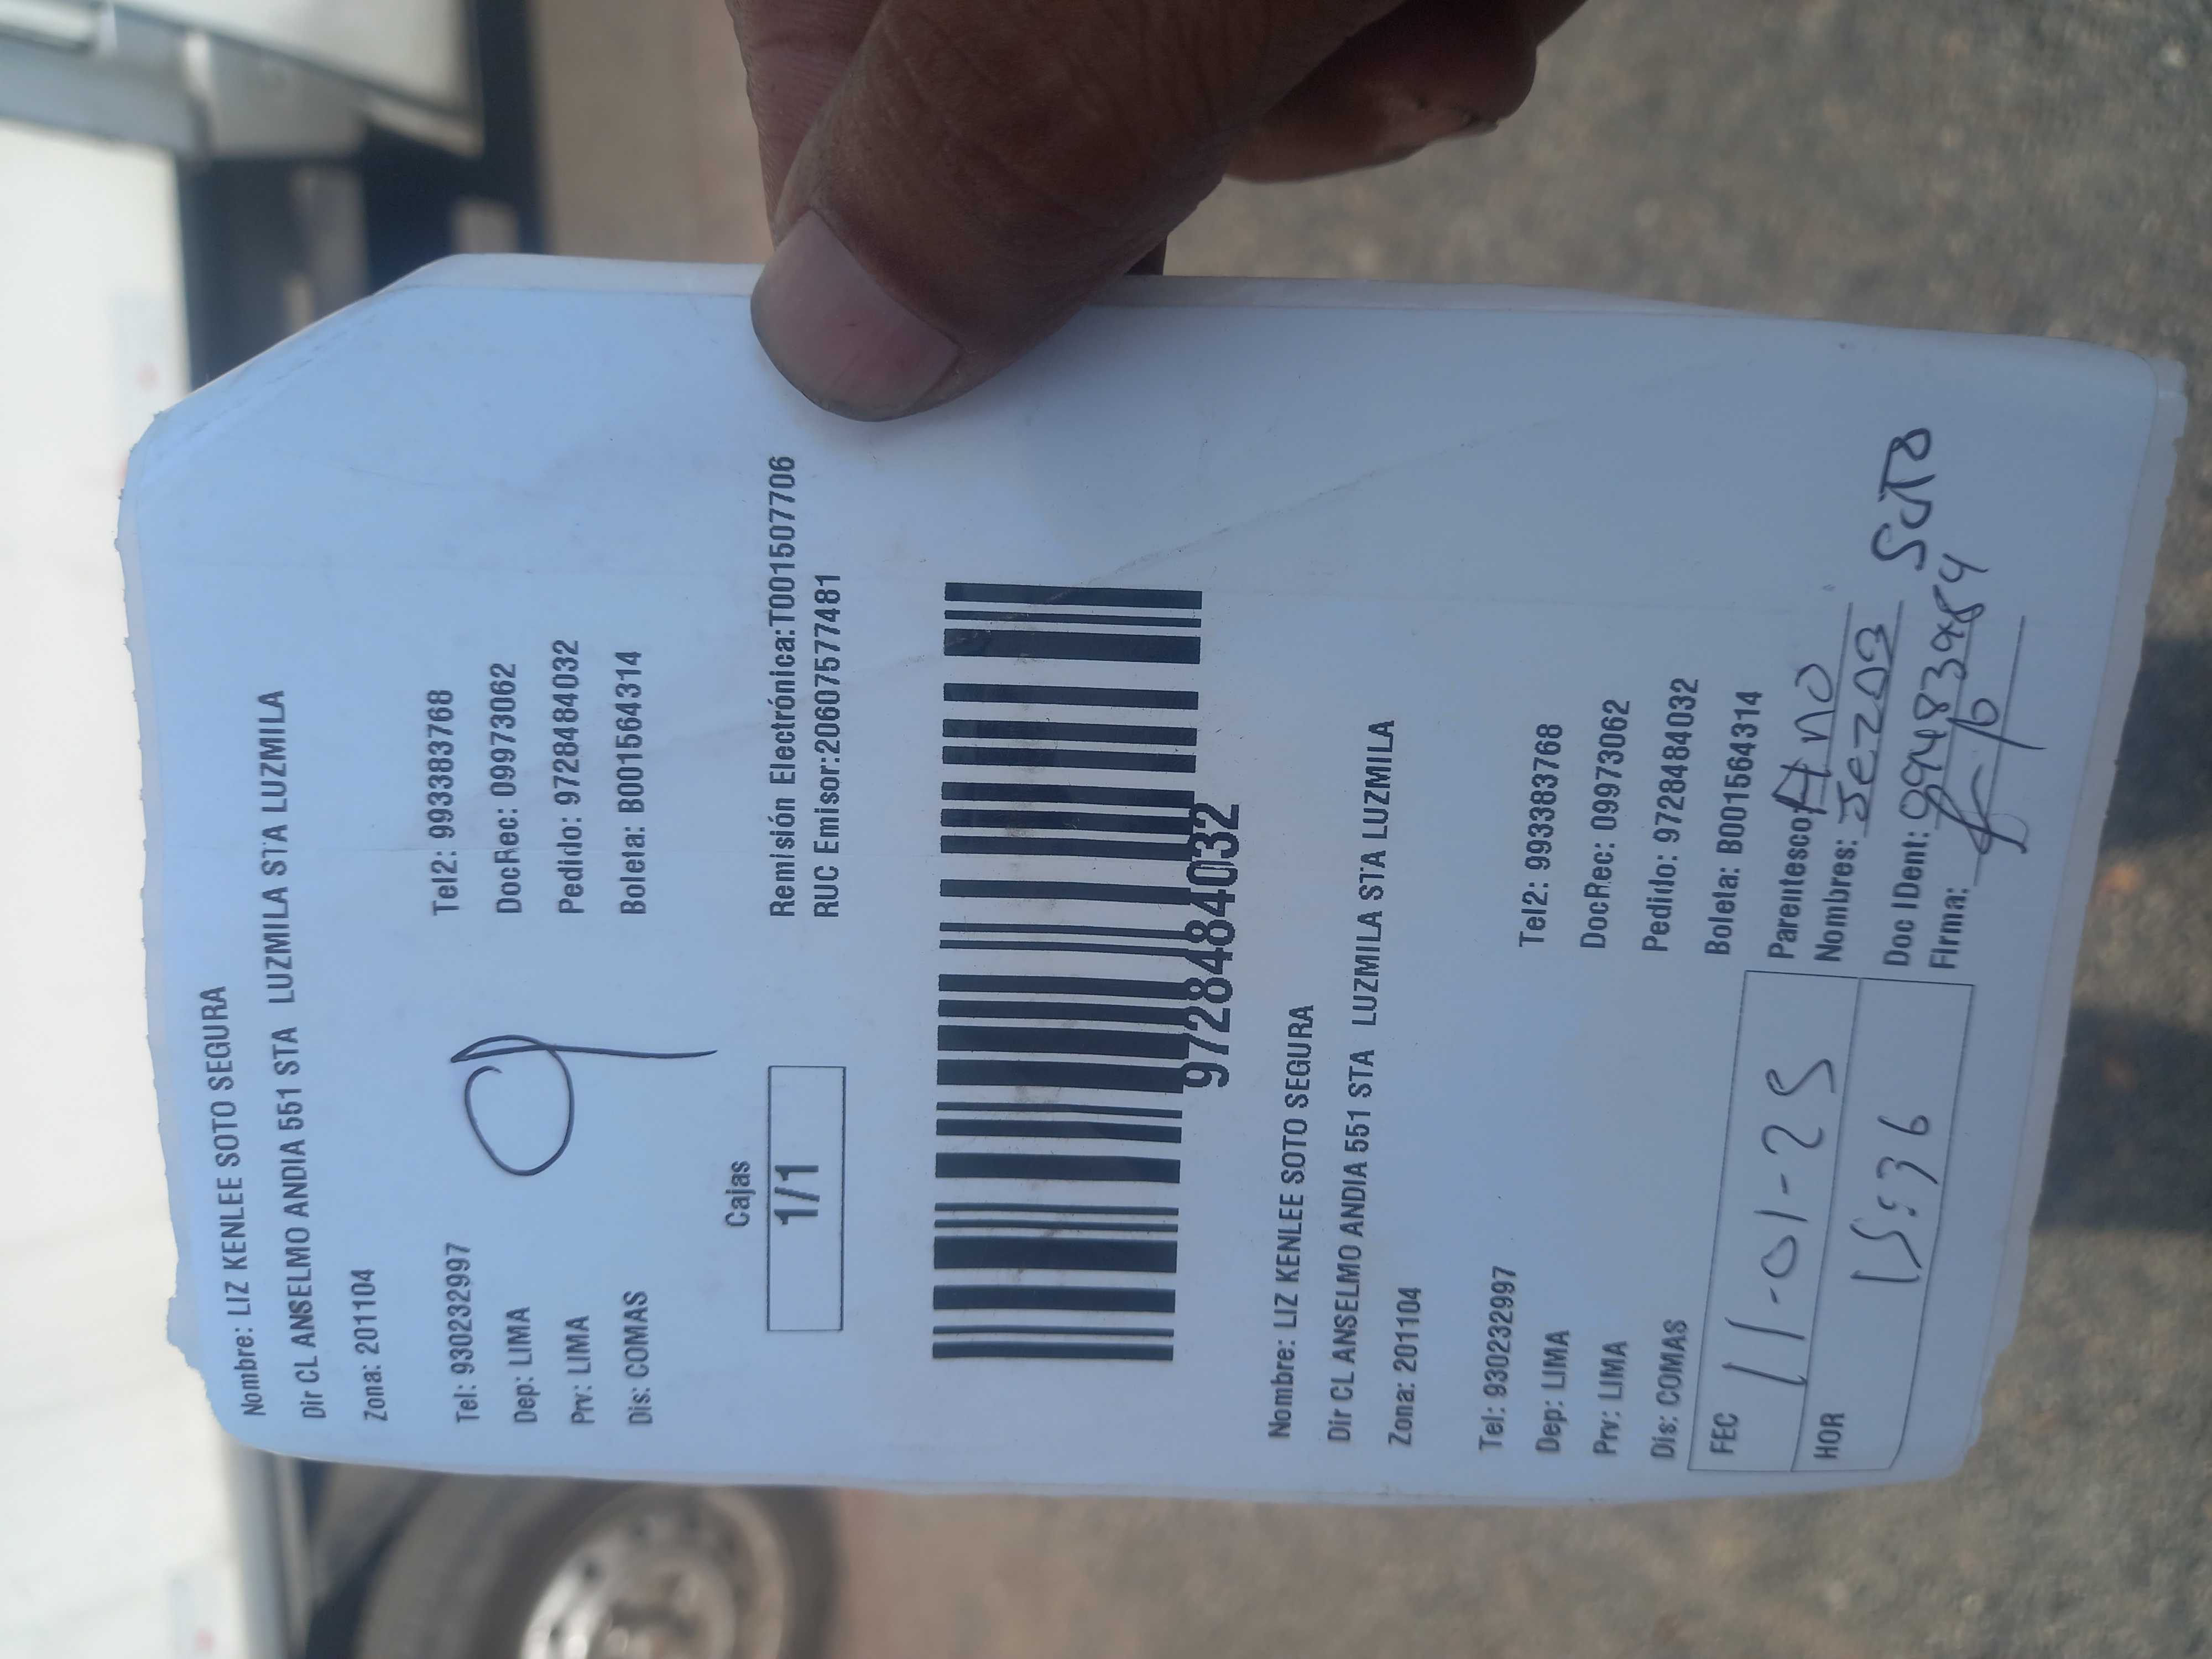 Nombre: LIZ KENLEE SOTO SEGURA
Dir CL ANSELMO ANDIA 551 STA LUZMILA STA LUZMILA
Zona: 201104
Tel: 930232997 Tel2: 993383768
Dep: LIMA DocRec: 09973062
Prv: LIMA Pedido: 9728484032
Dis: COMAS Boleta: B001564314
Cajas
1/1
Remisión Electrónica:T001507706
RUC Emisor:20607577481
9728484032
Nombre: LIZ KENLEE SOTO SEGURA
Dir CL ANSELMO ANDIA 551 STA LUZMILA STA LUZMILA
Zona: 201104
Tel: 930232997 Tel2: 993383768
Dep: LIMA DocRec: 09973062
Prv: LIMA Pedido: 9728484032
Dis: COMAS Boleta: B001564314
FEC 11-01-25
HOR 15:36
Parentesco
Nombres: SOTO
Doc IDent:
Firma: